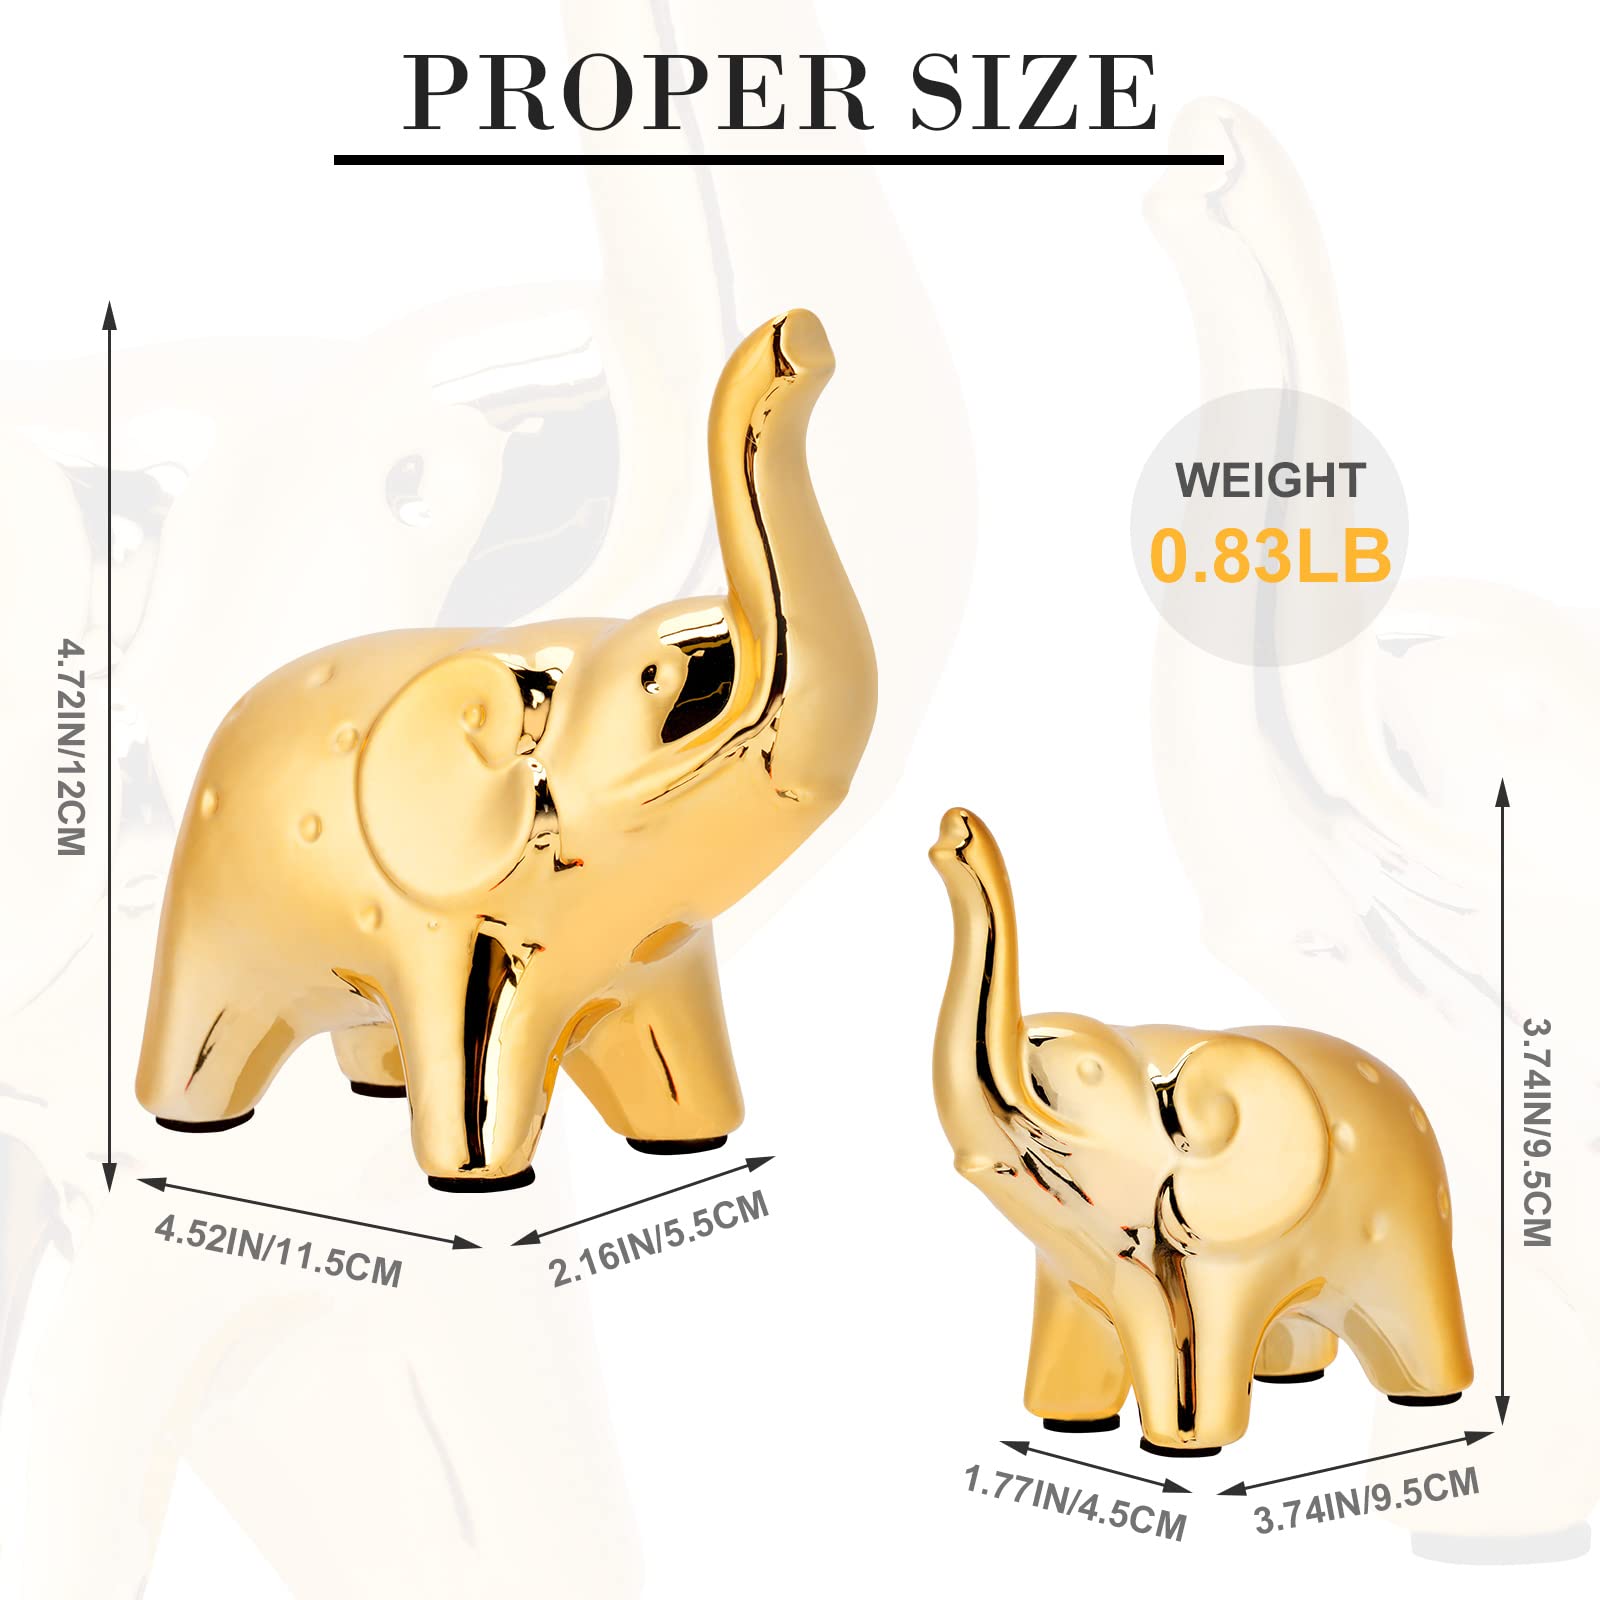 PROPER SIZE
WEIGHT
0.83LB
4.72IN/12CM
4.52IN/11.5CM
2.16IN/5.5CM
3.74IN/9.5CM
1.77IN/4.5CM
3.74IN/9.5CM